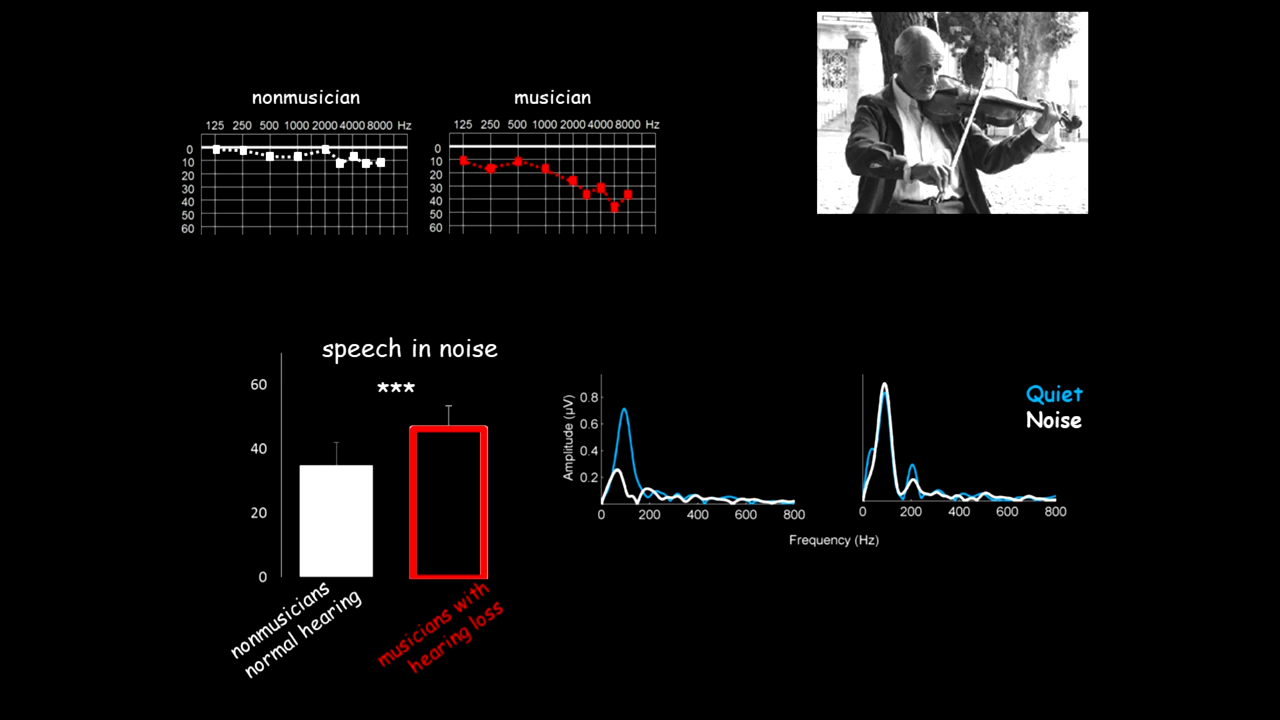 nonmusician
125 250 500 1000 2000 4000 8000 Hz
0
10
20
30
40
50
60
musician
125 250 500 1000 2000 4000 8000 Hz
0
10
20
30
40
50
60
speech in noise
***
60
40
20
0
nonmusicians
normal hearing
musicians with
hearing loss
Amplitude (µV)
0.8
0.6
0.4
0.2
0 200 400 600 800
Quiet
Noise
0 200 400 600 800
Frequency (Hz)